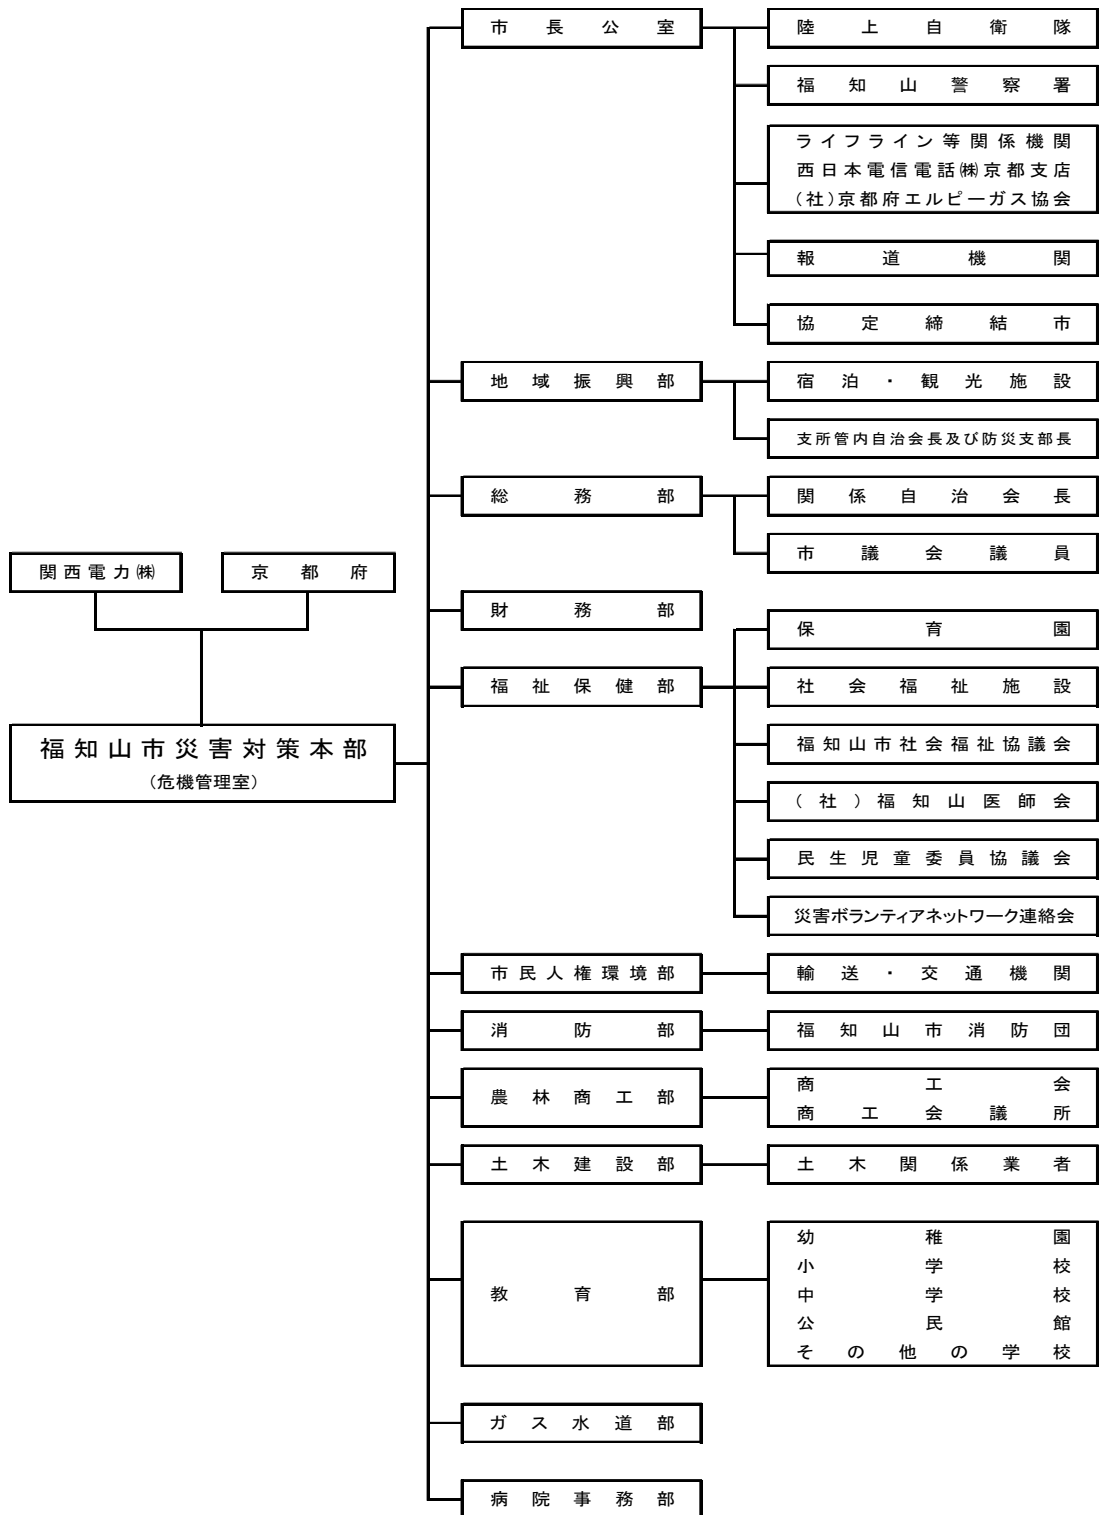 市長公室
陸上自衛隊
福知山警察署
ライフライン等関係機関
西日本電信電話㈱京都支店
(社)京都府エルピーガス協会
報道機関
協定締結市
地域振興部
宿泊・観光施設
支所管内自治会長及び防災支部長
総務部
関係自治会長
市議会議員
関西電力㈱
京都府
財務部
保育園
福祉保健部
社会福祉施設
福知山市災害対策本部
(危機管理室)
福知山市社会福祉協議会
(社)福知山医師会
民生児童委員協議会
災害ボランティアネットワーク連絡会
市民人権環境部
輸送・交通機関
消防部
福知山市消防団
農林商工部
商工会
商工会議所
土木建設部
土木関係業者
教育部
幼稚園
小学校
中学校
公民館
その他の学校
ガス水道部
病院事務部